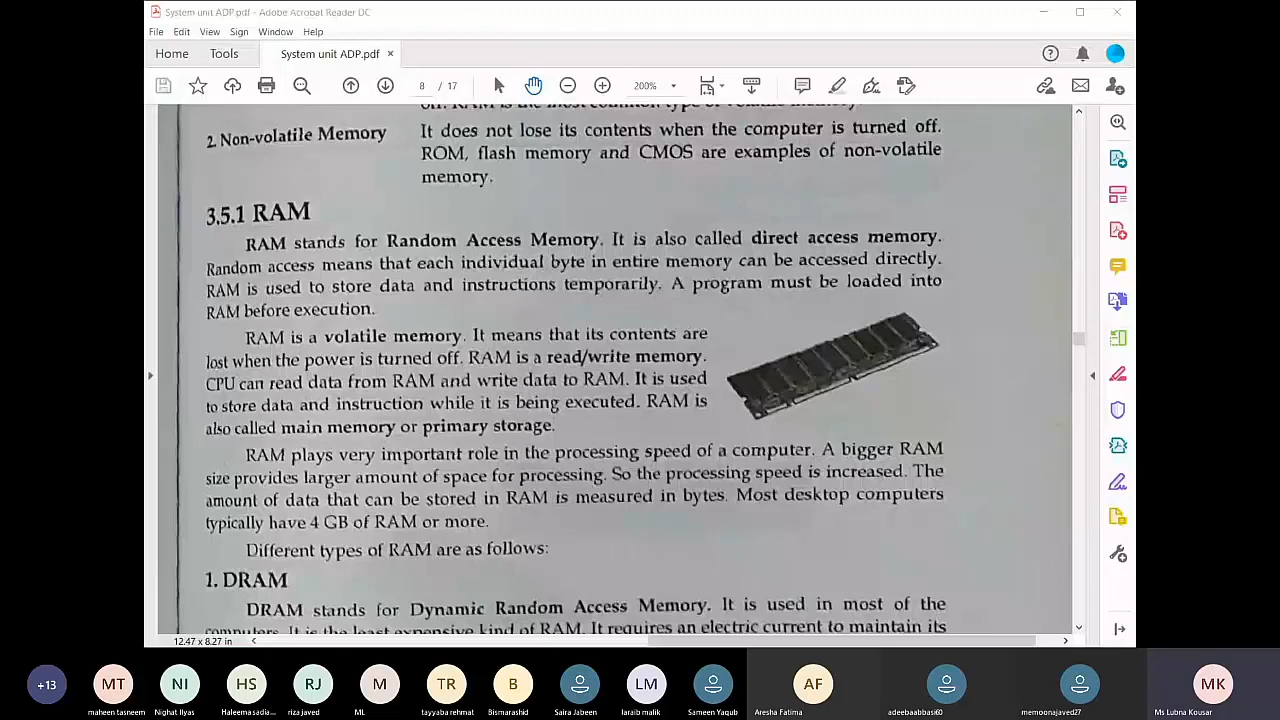 System unit ADP.pdf - Adobe Acrobat Reader DC
File Edit View Sign Window Help
Home Tools System unit ADP.pdf ×
8 / 17 200%
off. RAM is the most common type of volatile memory
2. Non-volatile Memory It does not lose its contents when the computer is turned off.
ROM, flash memory and CMOS are examples of non-volatile
memory.
3.5.1 RAM
RAM stands for Random Access Memory. It is also called direct access memory.
Random access means that each individual byte in entire memory can be accessed directly.
RAM is used to store data and instructions temporarily. A program must be loaded into
RAM before execution.
RAM is a volatile memory. It means that its contents are
lost when the power is turned off. RAM is a read/write memory.
CPU can read data from RAM and write data to RAM. It is used
to store data and instruction while it is being executed. RAM is
also called main memory or primary storage.
RAM plays very important role in the processing speed of a computer. A bigger RAM
size provides larger amount of space for processing. So the processing speed is increased. The
amount of data that can be stored in RAM is measured in bytes. Most desktop computers
typically have 4 GB of RAM or more.
Different types of RAM are as follows:
1. DRAM
DRAM stands for Dynamic Random Access Memory. It is used in most of the
computers. It is the least expensive kind of RAM. It requires an electric current to maintain its
12.47 x 8.27 in
+13 MT NI HS RJ M TR B LM AF MK
maheen tasneem Nighat Ilyas Haleema sadia... riza javed ML tayyaba rehmat Bismarashid Saira Jabeen laraib malik Sameen Yaqub Aresha Fatima adeebaabbasi60 memoonajaved27 Ms Lubna Kousar